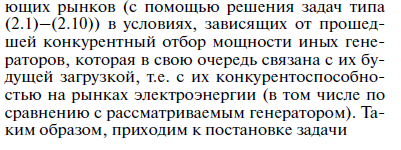 ющих рынков (с помощью решения задач типа
(2.1)−(2.10)) в условиях, зависящих от прошед-
шей конкурентный отбор мощности иных гене-
раторов, которая в свою очередь связана с их бу-
дущей загрузкой, т.е. с их конкурентоспособно-
стью на рынках электроэнергии (в том числе по
сравнению с рассматриваемым генератором). Та-
ким образом, приходим к постановке задачи